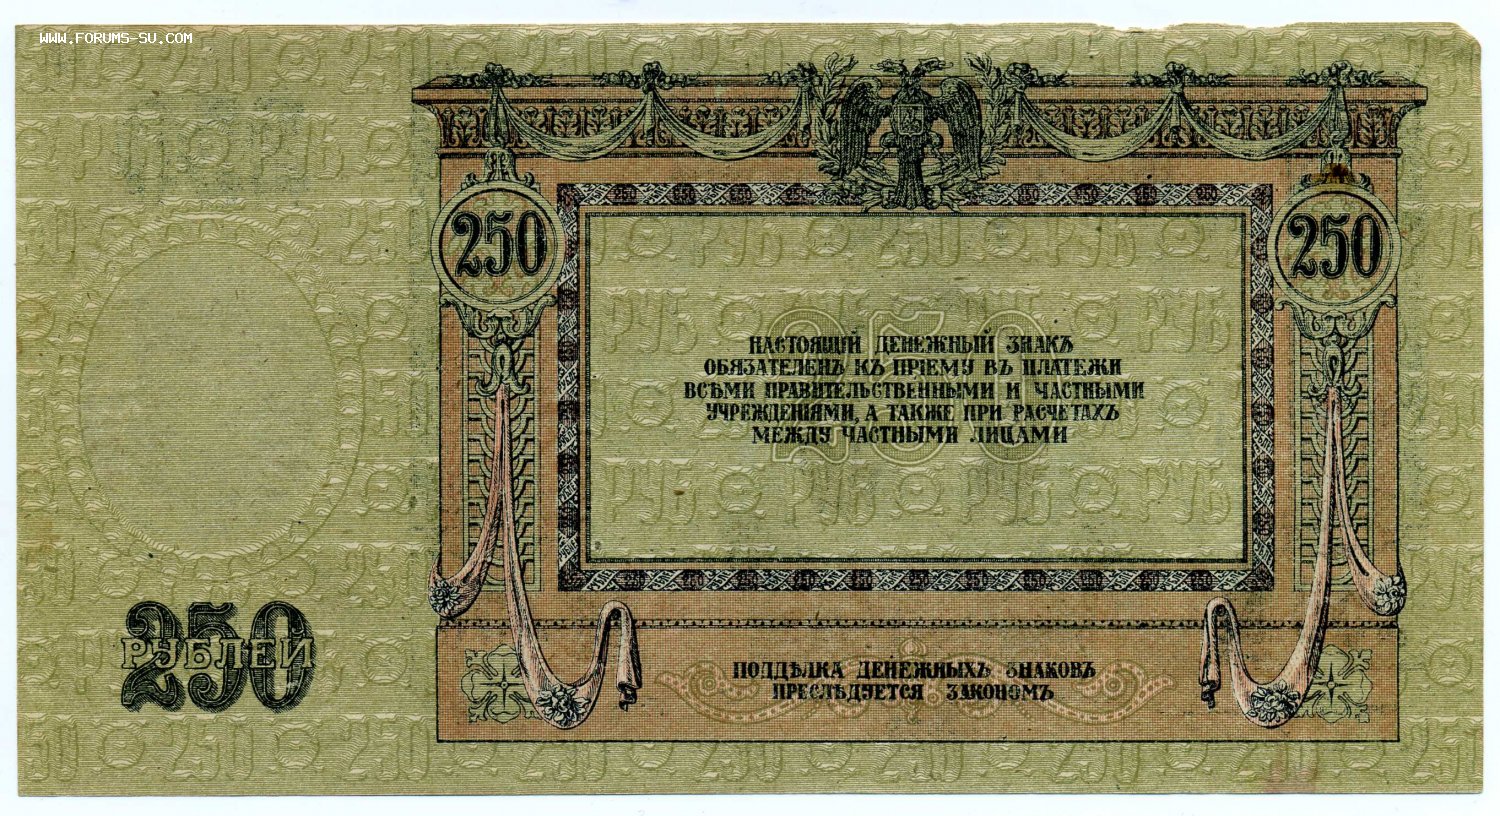 WWW.FORUMS-SU.COM
250
250
НАСТОЯЩІЙ ДЕНЕЖНЫЙ ЗНАКЪ
ОБЯЗАТЕЛЕНЪ КЪ ПРІЕМУ ВЪ ПЛАТЕЖИ
ВСѢМИ ПРАВИТЕЛЬСТВЕННЫМИ И ЧАСТНЫМИ
УЧРЕЖДЕНІЯМИ, А ТАКЖЕ ПРИ РАСЧЕТАХЪ
МЕЖДУ ЧАСТНЫМИ ЛИЦАМИ
250
250
РУБЛЕЙ
ПОДДѢЛКА ДЕНЕЖНЫХЪ ЗНАКОВЪ
ПРЕСЛѢДУЕТСЯ ЗАКОНОМЪ